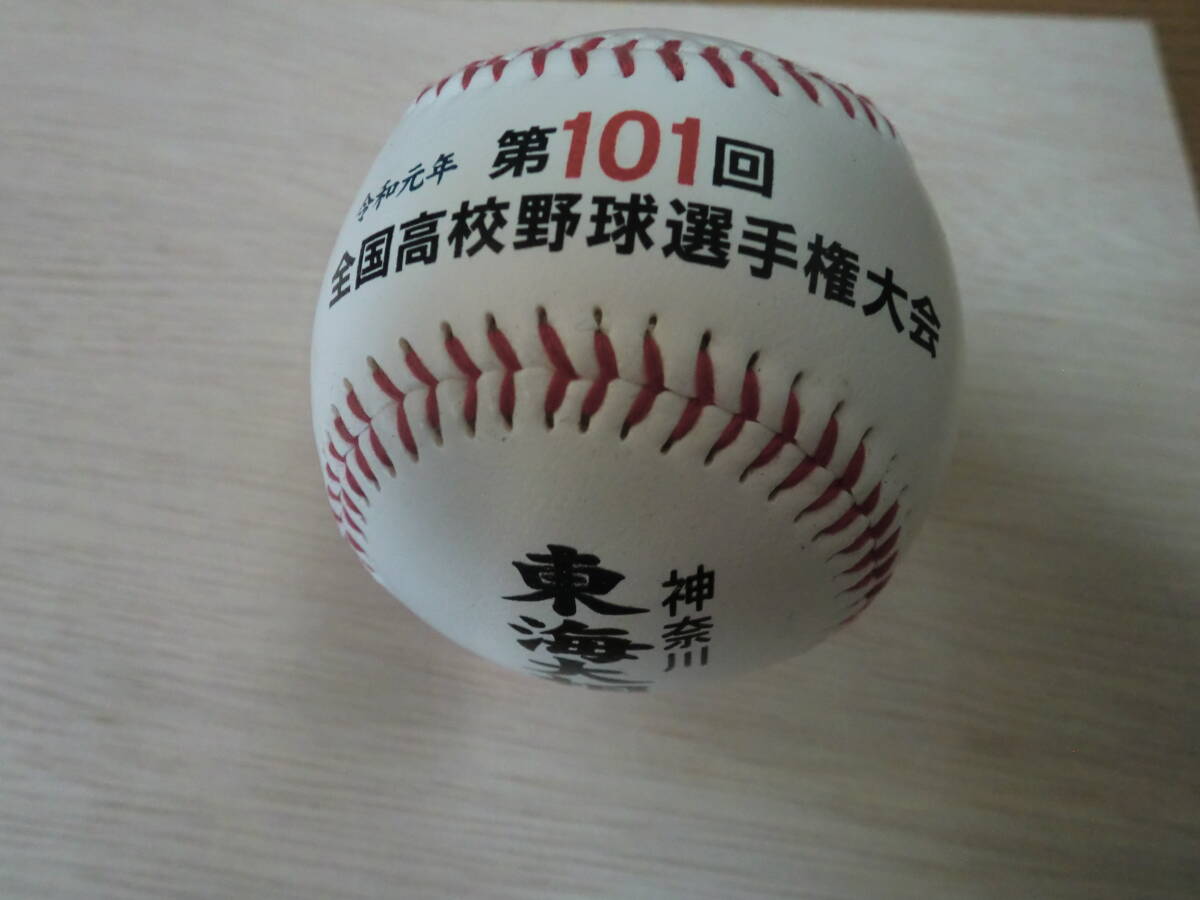 令和元年 第101回
全国高校野球選手権大会
神奈川
東海大